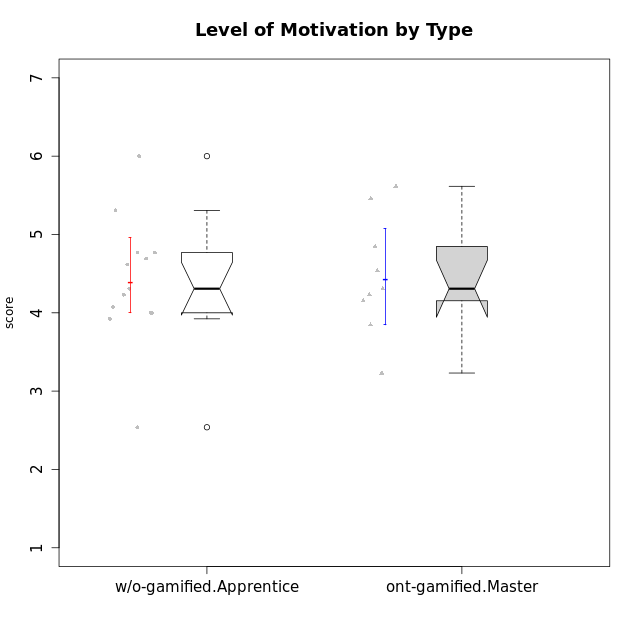 Level of Motivation by Type
score
7
6
5
4
3
2
1
w/o-gamified.Apprentice
ont-gamified.Master